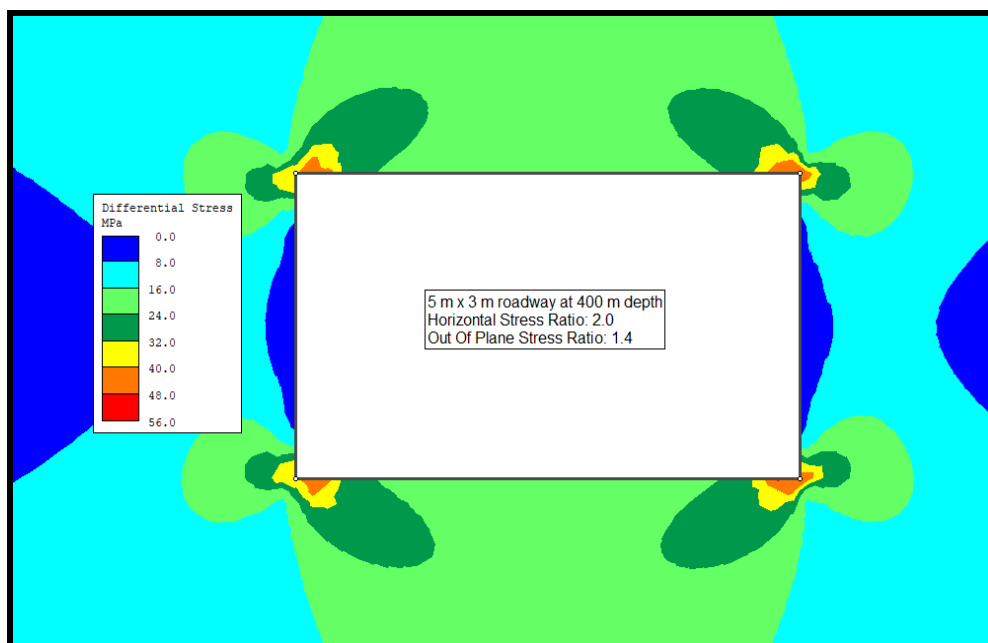 Differential Stress
MPa
0.0
8.0
16.0
24.0
32.0
40.0
48.0
56.0
5 m x 3 m roadway at 400 m depth
Horizontal Stress Ratio: 2.0
Out Of Plane Stress Ratio: 1.4